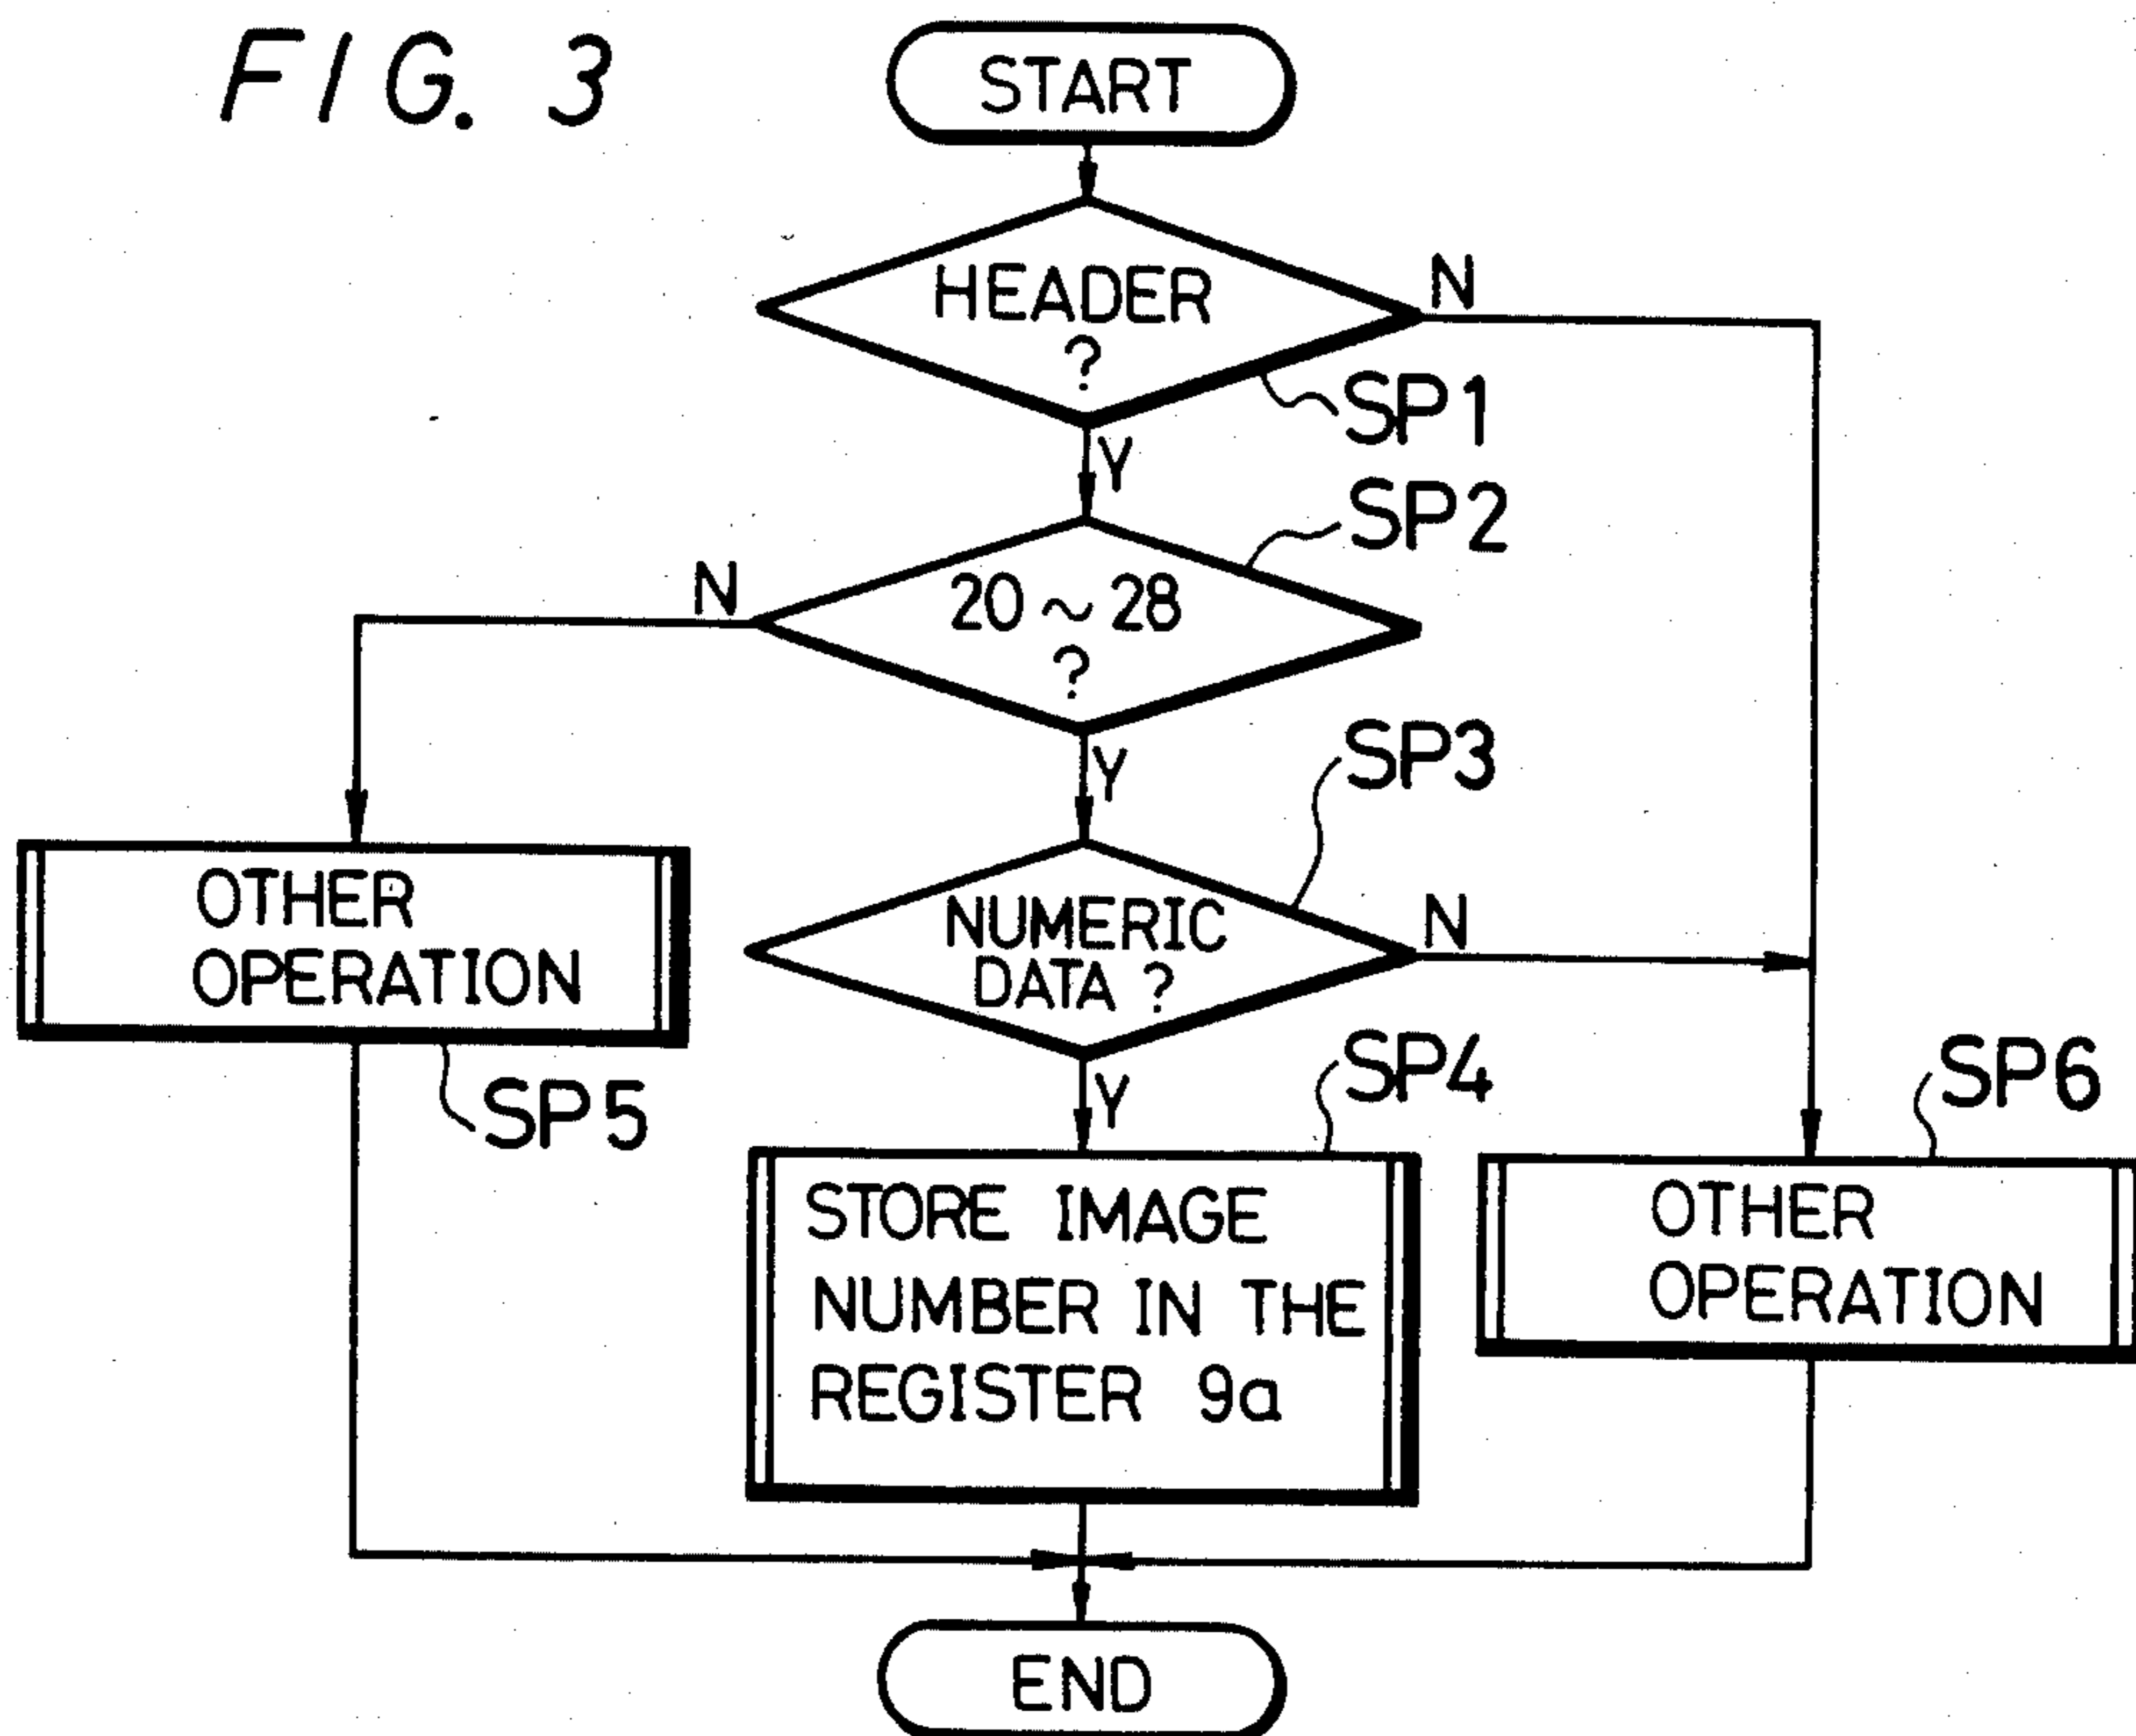 FIG. 3
START
HEADER
?
N
SP1
Y
SP2
20 ~ 28
?
N
Y
SP3
NUMERIC
DATA ?
N
OTHER
OPERATION
SP5
Y
SP4
SP6
STORE IMAGE
NUMBER IN THE
REGISTER 9a
OTHER
OPERATION
END